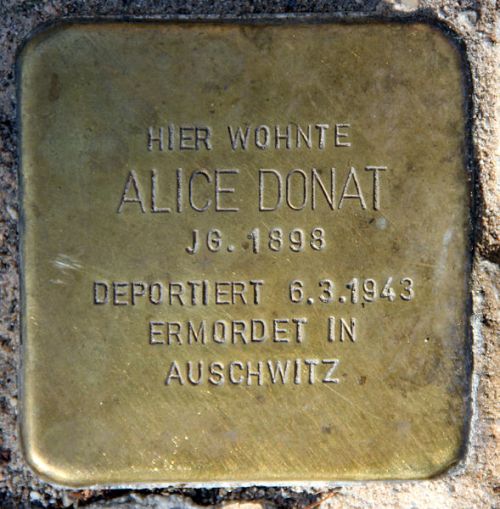 HIER WOHNTE
ALICE DONAT
JG. 1898
DEPORTIERT 6.3.1943
ERMORDET IN
AUSCHWITZ